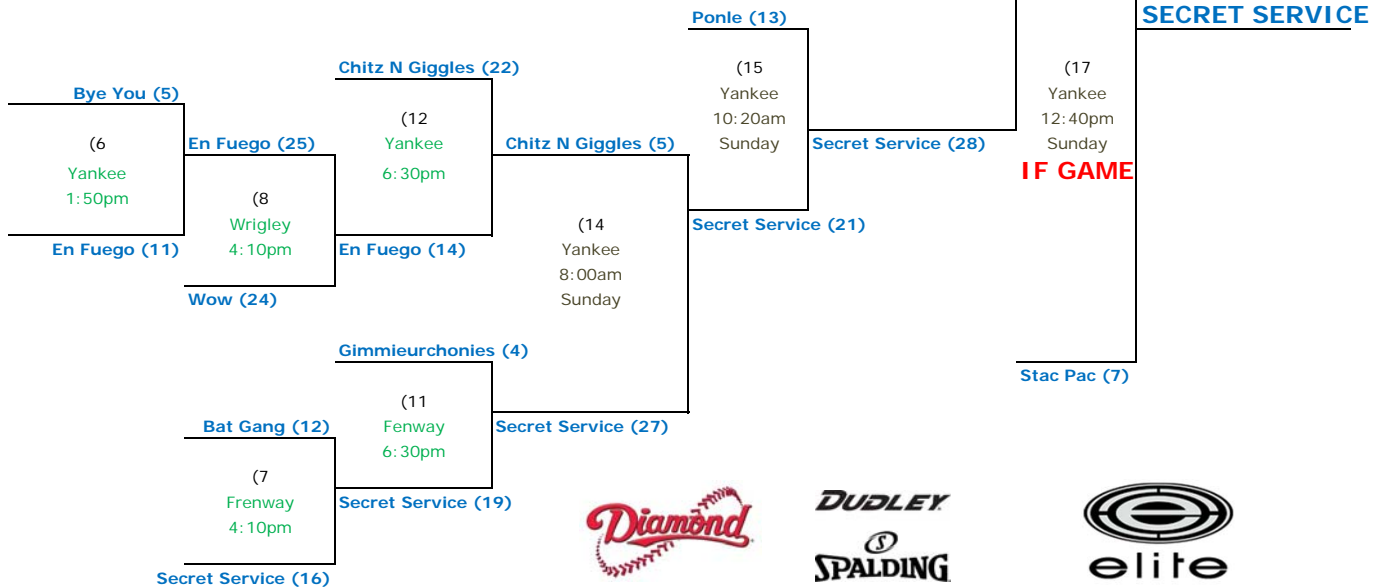 SECRET SERVICE
Ponle (13)
Chitz N Giggles (22)
(15
Yankee
10:20am
Sunday
(17
Yankee
12:40pm
Sunday
IF GAME
Bye You (5)
(12
Yankee
6:30pm
(6
Yankee
1:50pm
En Fuego (25)
Chitz N Giggles (5)
Secret Service (28)
(8
Wrigley
4:10pm
(14
Yankee
8:00am
Sunday
Secret Service (21)
En Fuego (11)
En Fuego (14)
Wow (24)
Gimmieurchonies (4)
Stac Pac (7)
(11
Fenway
6:30pm
Bat Gang (12)
Secret Service (27)
(7
Frenway
4:10pm
Secret Service (19)
Secret Service (16)
Diamond
DUDLEY
S
SPALDING
e
elite